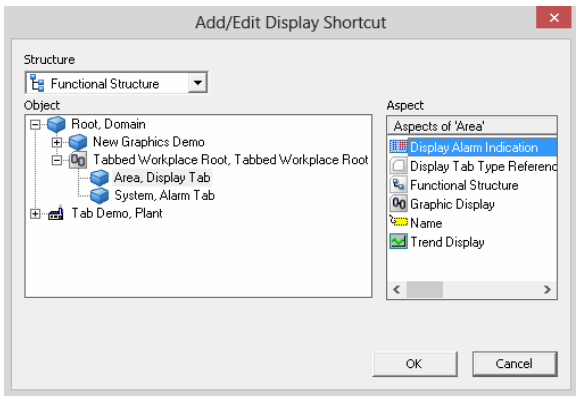 Add/Edit Display Shortcut
Structure
Functional Structure
Object
Root, Domain
New Graphics Demo
Tabbed Workplace Root, Tabbed Workplace Root
Area, Display Tab
System, Alarm Tab
Tab Demo, Plant
Aspect
Aspects of 'Area'
Display Alarm Indication
Display Tab Type Referenc
Functional Structure
Graphic Display
Name
Trend Display
OK
Cancel